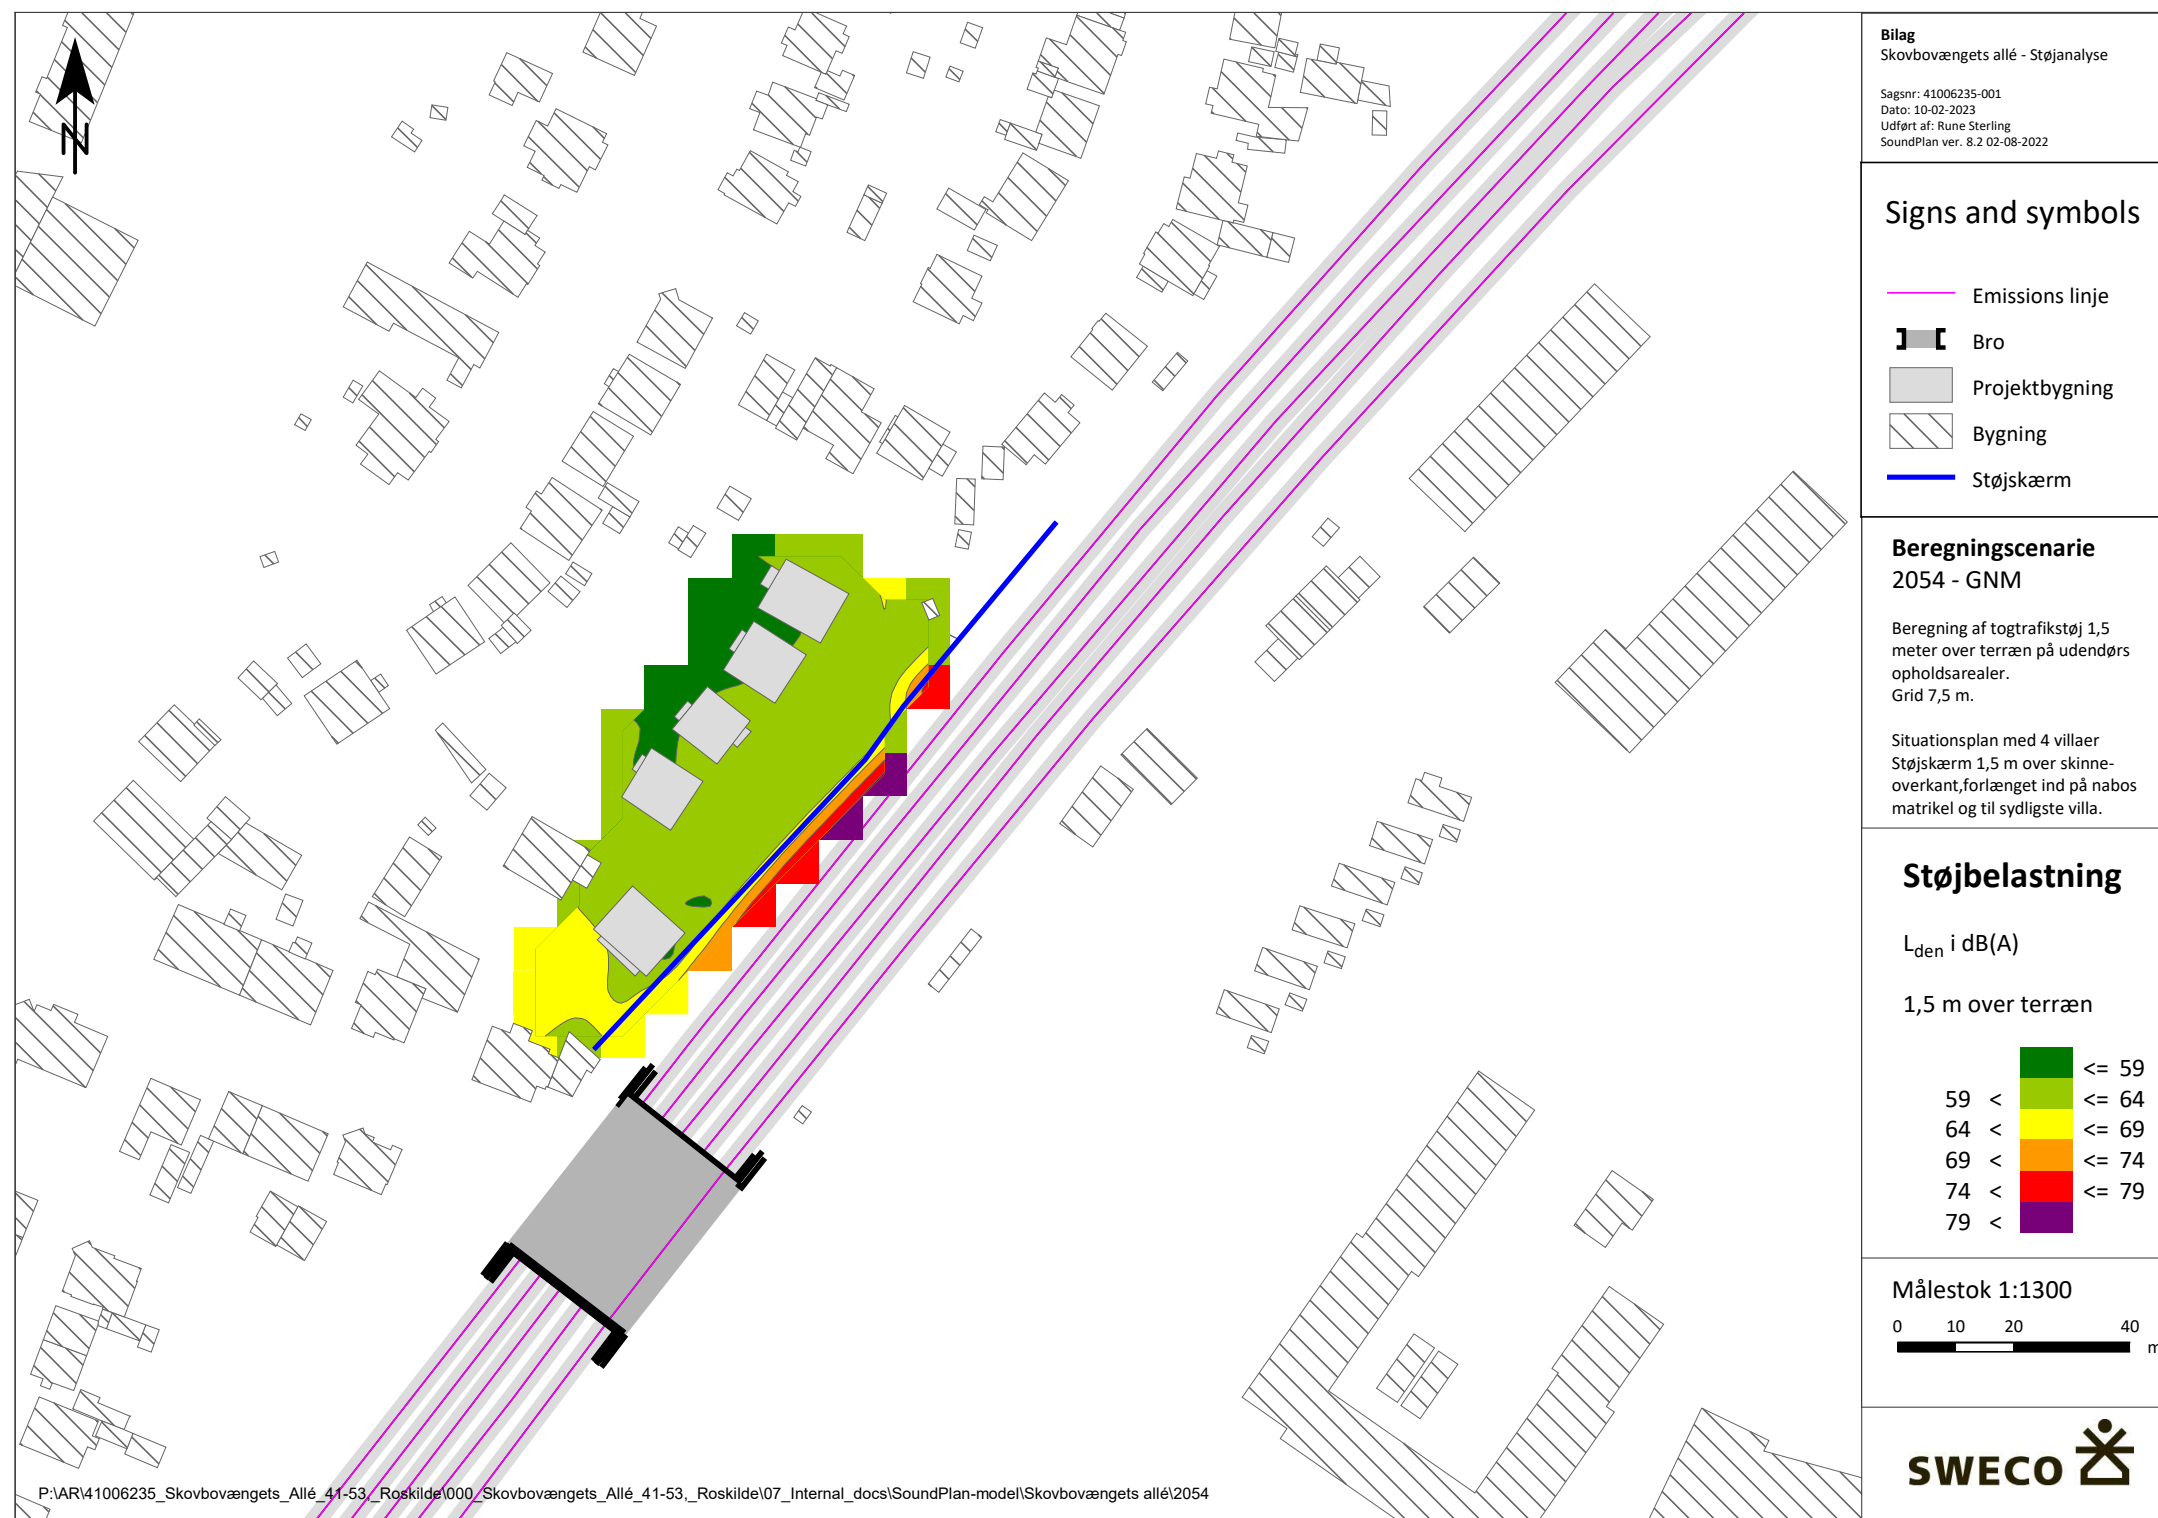 N
Bilag
Skovbovængets allé - Støjanalyse
Sagsnr: 41006235-001
Dato: 10-02-2023
Udført af: Rune Sterling
SoundPlan ver. 8.2 02-08-2022
Signs and symbols
Emissions linje
Bro
Projektbygning
Bygning
Støjskærm
Beregningscenarie
2054 - GNM
Beregning af togtrafikstøj 1,5
meter over terræn på udendørs
opholdsarealer.
Grid 7,5 m.
Situationsplan med 4 villaer
Støjskærm 1,5 m over skinne-
overkant,forlænget ind på nabos
matrikel og til sydligste villa.
Støjbelastning
Lden i dB(A)
1,5 m over terræn
<= 59
59 < <= 64
64 < <= 69
69 < <= 74
74 < <= 79
79 <
Målestok 1:1300
0 10 20 40
m
SWECO
P:\AR\41006235_Skovbovængets_Allé_41-53,_Roskilde\000_Skovbovængets_Allé_41-53,_Roskilde\07_Internal_docs\SoundPlan-model\Skovbovængets allé\2054